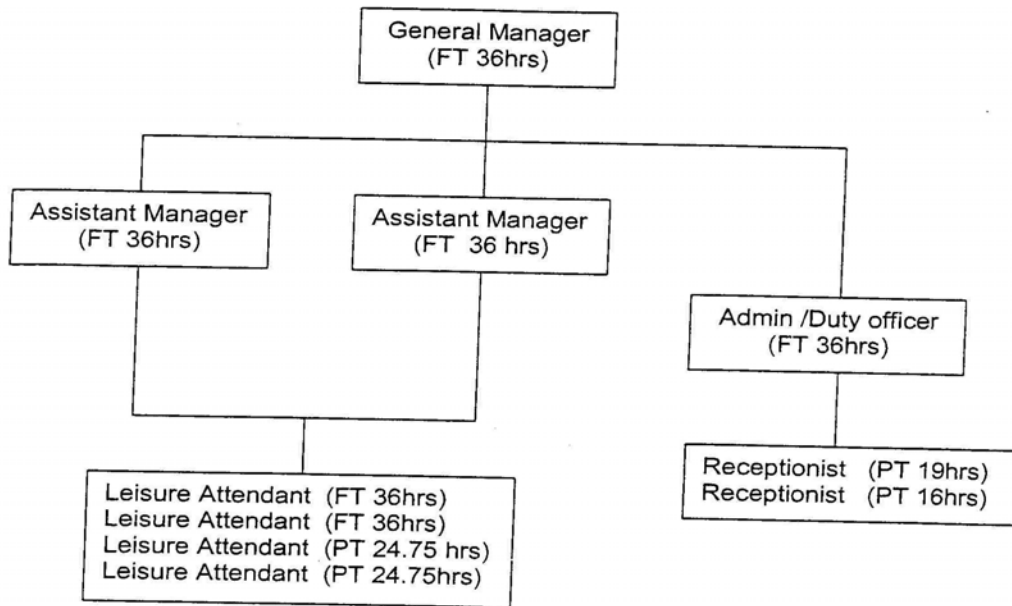 General Manager
(FT 36hrs)
Assistant Manager
(FT 36hrs)
Assistant Manager
(FT 36 hrs)
Admin /Duty officer
(FT 36hrs)
Leisure Attendant (FT 36hrs)
Leisure Attendant (FT 36hrs)
Leisure Attendant (PT 24.75 hrs)
Leisure Attendant (PT 24.75hrs)
Receptionist (PT 19hrs)
Receptionist (PT 16hrs)